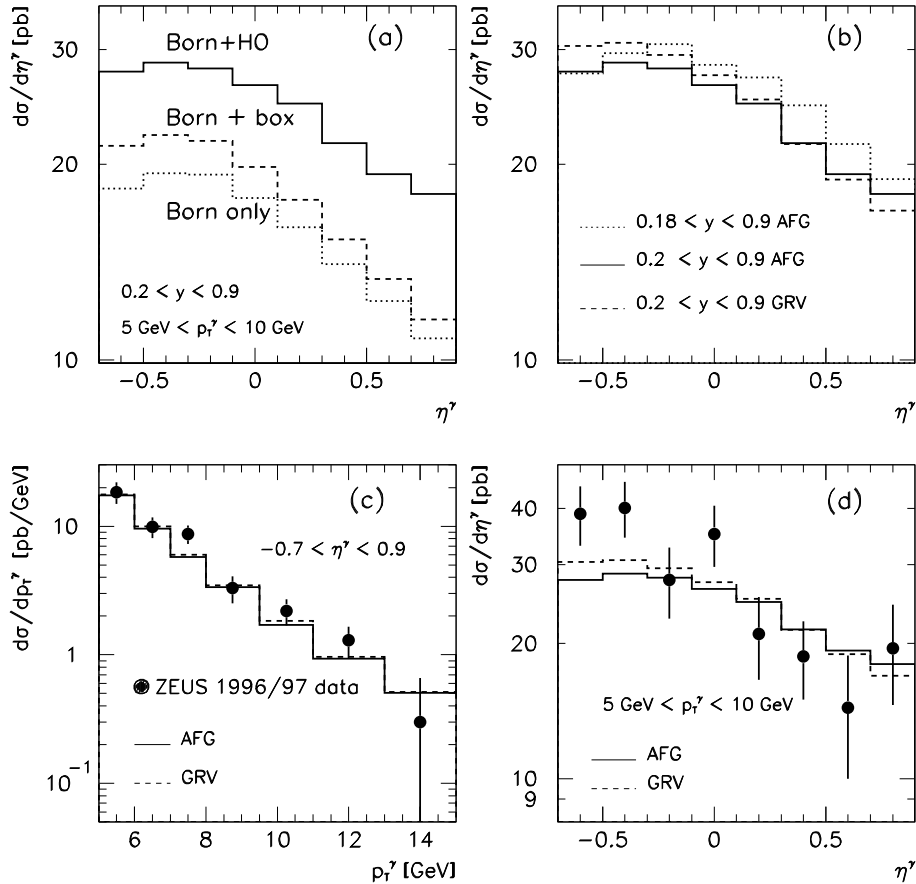 dσ/dη^γ [pb]
30
20
10
Born+HO
(a)
Born + box
Born only
0.2 < y < 0.9
5 GeV < p_T^γ < 10 GeV
−0.5 0 0.5
η^γ
dσ/dη^γ [pb]
30
20
10
(b)
0.18 < y < 0.9 AFG
0.2 < y < 0.9 AFG
0.2 < y < 0.9 GRV
−0.5 0 0.5
η^γ
dσ/dp_T^γ [pb/GeV]
10
1
10^−1
(c)
−0.7 < η^γ < 0.9
ZEUS 1996/97 data
AFG
GRV
6 8 10 12 14
p_T^γ [GeV]
dσ/dη^γ [pb]
40
30
20
10
9
(d)
5 GeV < p_T^γ < 10 GeV
AFG
GRV
−0.5 0 0.5
η^γ